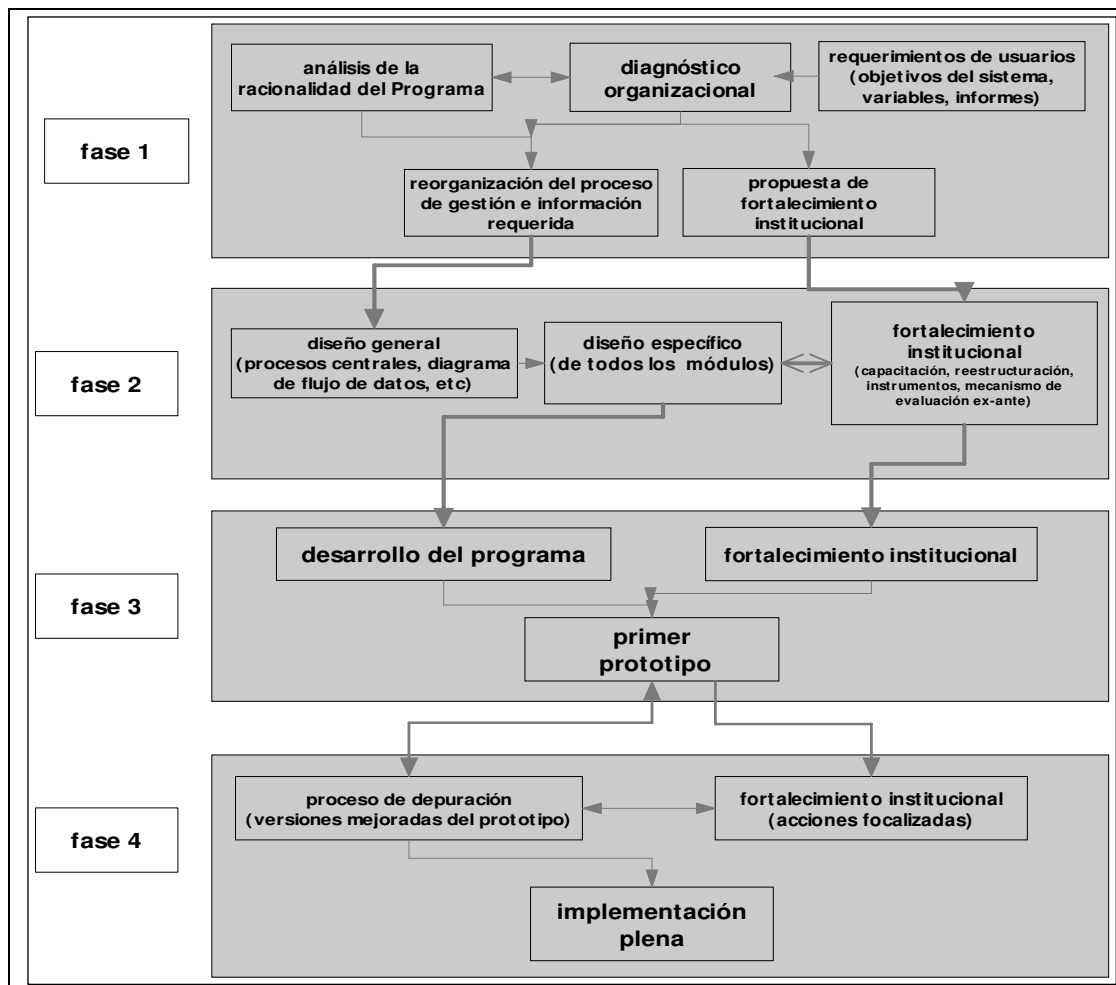 fase 1
análisis de la
racionalidad del Programa
diagnóstico
organizacional
requerimientos de usuarios
(objetivos del sistema,
variables, informes)
reorganización del proceso
de gestión e información
requerida
propuesta de
fortalecimiento
institucional
fase 2
diseño general
(procesos centrales, diagrama
de flujo de datos, etc)
diseño específico
(de todos los módulos)
fortalecimiento
institucional
(capacitación, reestructuración,
instrumentos, mecanismo de
evaluación ex-ante)
fase 3
desarrollo del programa
fortalecimiento institucional
primer
prototipo
fase 4
proceso de depuración
(versiones mejoradas del prototipo)
fortalecimiento institucional
(acciones focalizadas)
implementación
plena